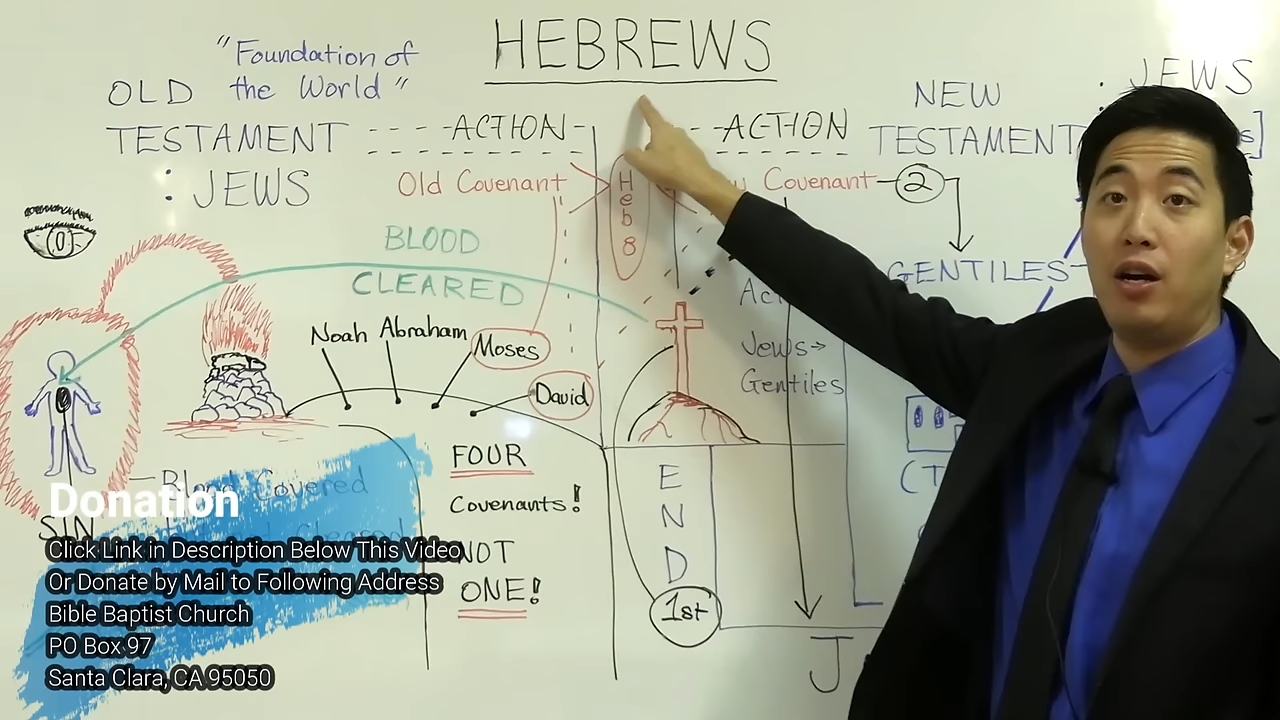 HEBREWS
"Foundation of
the World"
OLD
TESTAMENT
: JEWS
ACTION
ACTION
NEW
TESTAMENT
: JEWS
Old Covenant
Heb 8
Covenant
2
GENTILES
BLOOD
CLEARED
Noah
Abraham
Moses
David
Jews→
Gentiles
FOUR
Covenants!
NOT
ONE!
END
1st
J
(T
Blood Covered
SIN
Donation
Click Link in Description Below This Video
Or Donate by Mail to Following Address
Bible Baptist Church
PO Box 97
Santa Clara, CA 95050